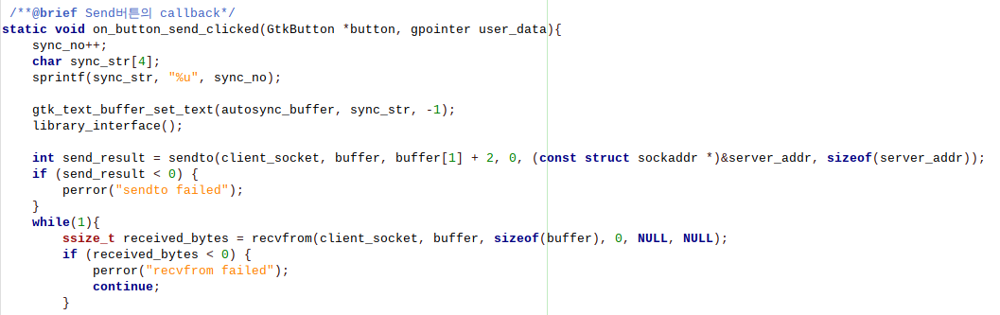 /**@brief Send버튼의 callback*/
static void on_button_send_clicked(GtkButton *button, gpointer user_data){
    sync_no++;
    char sync_str[4];
    sprintf(sync_str, "%u", sync_no);

    gtk_text_buffer_set_text(autosync_buffer, sync_str, -1);
    library_interface();

    int send_result = sendto(client_socket, buffer, buffer[1] + 2, 0, (const struct sockaddr *)&server_addr, sizeof(server_addr));
    if (send_result < 0) {
        perror("sendto failed");
    }
    while(1){
        ssize_t received_bytes = recvfrom(client_socket, buffer, sizeof(buffer), 0, NULL, NULL);
        if (received_bytes < 0) {
            perror("recvfrom failed");
            continue;
        }